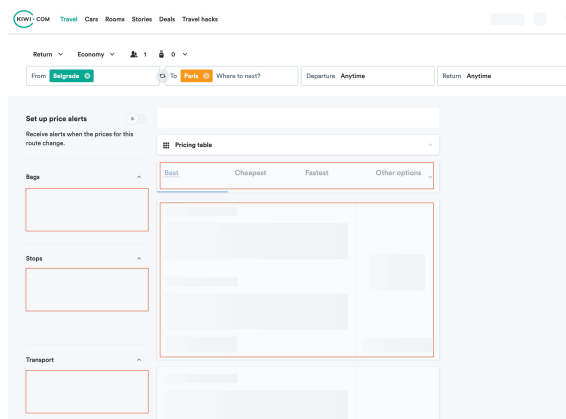 KIWI•COM Travel Cars Rooms Stories Deals Travel hacks
Return Economy 1 0
From Belgrade To Paris Where to next? Departure Anytime Return Anytime
Set up price alerts
Receive alerts when the prices for this
route change.
Pricing table
Bags
Best Cheapest Fastest Other options
Stops
Transport